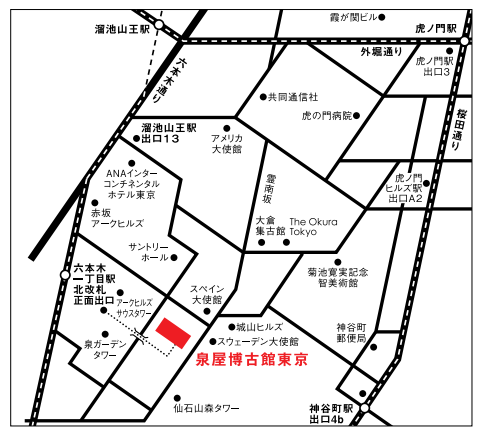 霞が関ビル
溜池山王駅
虎ノ門駅
外堀通り
虎ノ門駅
出口3
六本木通り
共同通信社
虎の門病院
桜田通り
溜池山王駅
出口13
アメリカ
大使館
ANAインター
コンチネンタル
ホテル東京
霊南坂
虎ノ門
ヒルズ駅
出口A2
赤坂
アークヒルズ
大倉
集古館
The Okura
Tokyo
サントリー
ホール
六本木
一丁目駅
北改札
正面出口
菊池寛実記念
智美術館
スペイン
大使館
アークヒルズ
サウスタワー
城山ヒルズ
スウェーデン大使館
神谷町
郵便局
泉ガーデン
タワー
泉屋博古館東京
仙石山森タワー
神谷町駅
出口4b